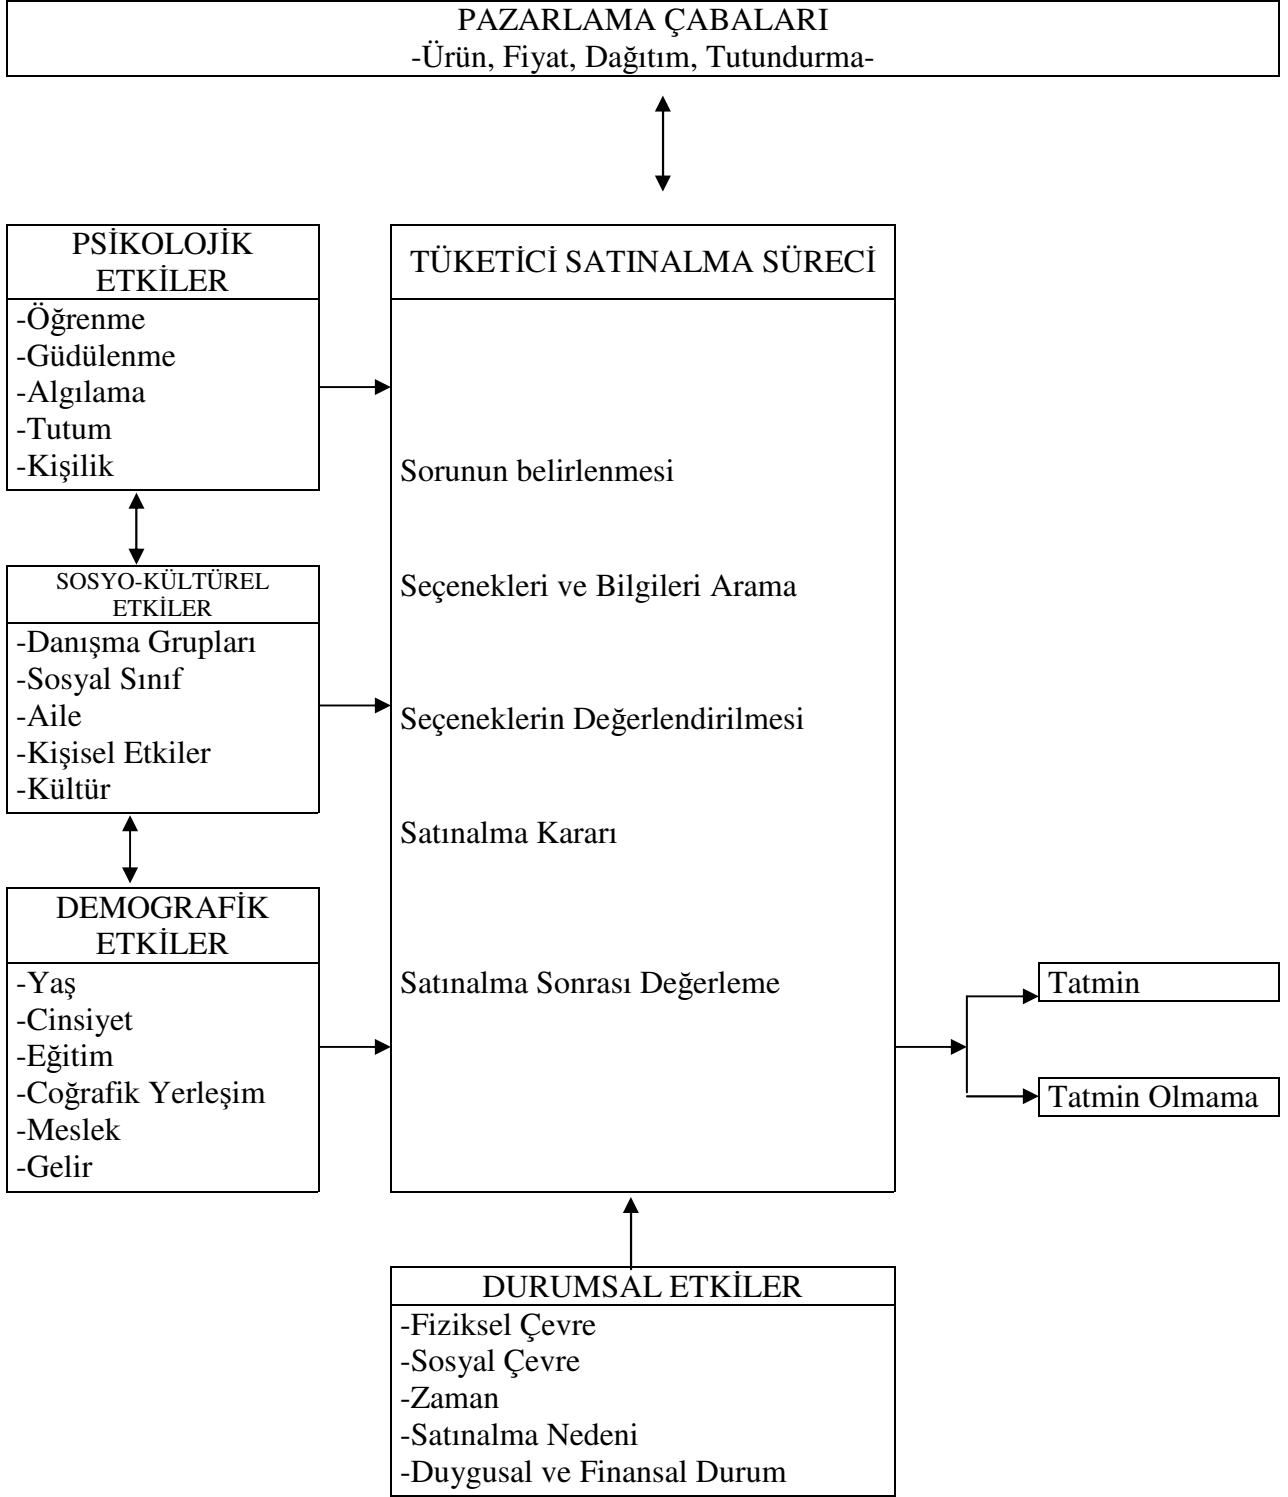 PAZARLAMA ÇABALARI
-Ürün, Fiyat, Dağıtım, Tutundurma-
PSİKOLOJİK
ETKİLER
-Öğrenme
-Güdülenme
-Algılama
-Tutum
-Kişilik
SOSYO-KÜLTÜREL
ETKİLER
-Danışma Grupları
-Sosyal Sınıf
-Aile
-Kişisel Etkiler
-Kültür
DEMOGRAFİK
ETKİLER
-Yaş
-Cinsiyet
-Eğitim
-Coğrafik Yerleşim
-Meslek
-Gelir
TÜKETİCİ SATINALMA SÜRECİ
Sorunun belirlenmesi
Seçenekleri ve Bilgileri Arama
Seçeneklerin Değerlendirilmesi
Satınalma Kararı
Satınalma Sonrası Değerleme
Tatmin
Tatmin Olmama
DURUMSAL ETKİLER
-Fiziksel Çevre
-Sosyal Çevre
-Zaman
-Satınalma Nedeni
-Duygusal ve Finansal Durum